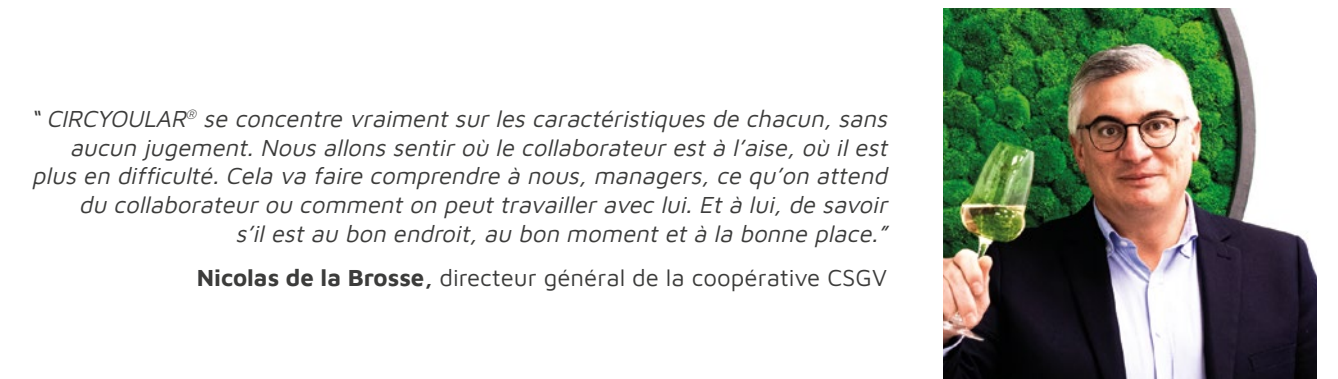 “ CIRCYOULAR® se concentre vraiment sur les caractéristiques de chacun, sans
aucun jugement. Nous allons sentir où le collaborateur est à l’aise, où il est
plus en difficulté. Cela va faire comprendre à nous, managers, ce qu’on attend
du collaborateur ou comment on peut travailler avec lui. Et à lui, de savoir
s’il est au bon endroit, au bon moment et à la bonne place.”
Nicolas de la Brosse, directeur général de la coopérative CSGV